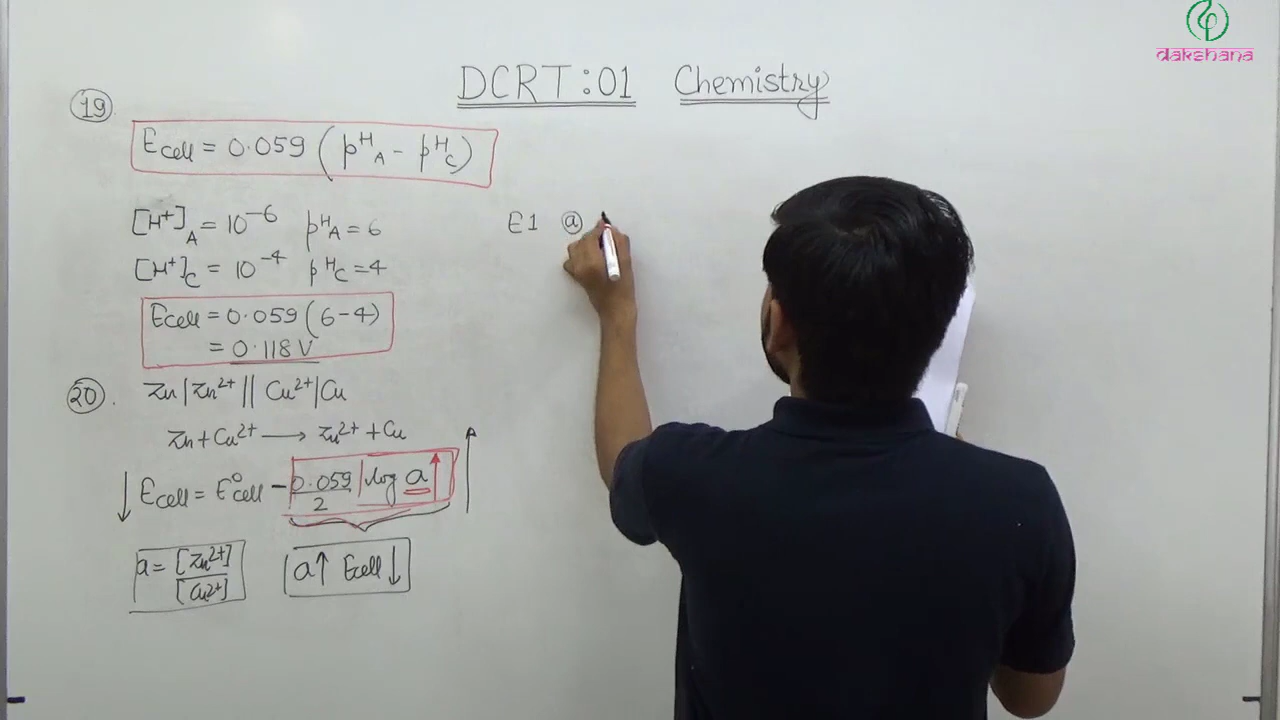 dakshana
DCRT:01 Chemistry
19
Ecell = 0.059 (pᴴA − pᴴC)
[H⁺]A = 10⁻⁶ pᴴA = 6
[H⁺]C = 10⁻⁴ pᴴC = 4
Ecell = 0.059 (6-4)
= 0.118 V
20.
Zn|Zn²⁺||Cu²⁺|Cu
Zn + Cu²⁺ → Zn²⁺ + Cu
↓ Ecell = E°cell − 0.059/2 log a ↑
a = [Zn²⁺]/[Cu²⁺]
a↑ Ecell↓
E1 ⓐ